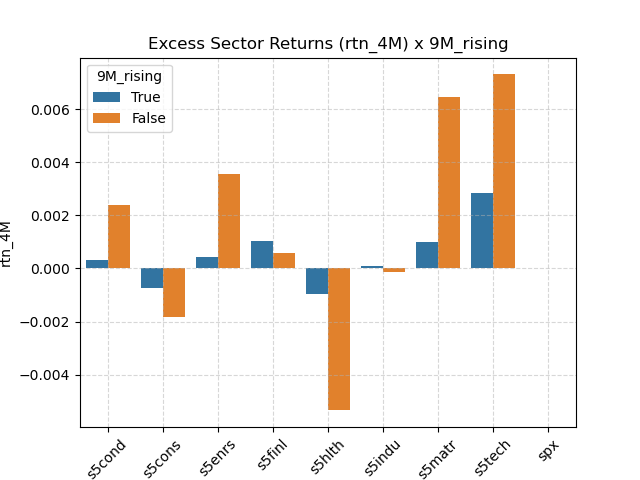 Excess Sector Returns (rtn_4M) x 9M_rising
9M_rising
True
False
0.006
0.004
0.002
0.000
−0.002
−0.004
rtn_4M
s5cond
s5cons
s5enrs
s5finl
s5hlth
s5indu
s5matr
s5tech
spx